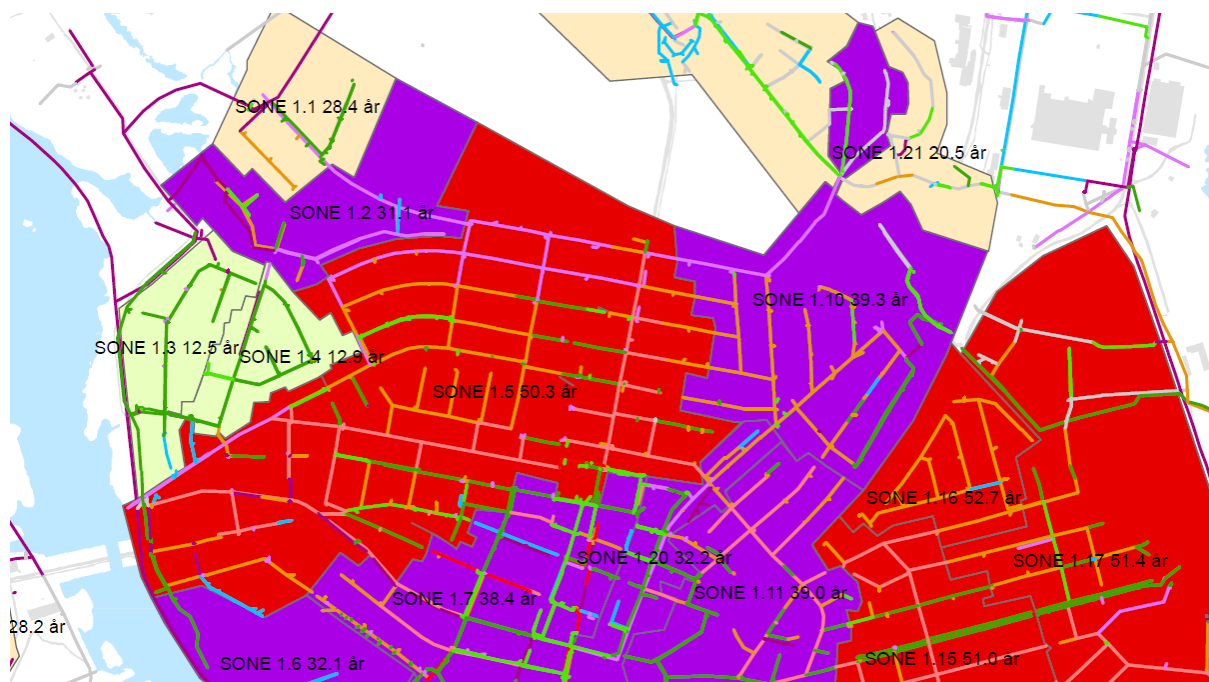 SONE 1.1 28.4 år
SONE 1.21 20.5 år
SONE 1.2 31.1 år
SONE 1.10 39.3 år
SONE 1.3 12.5 år
SONE 1.4 12.9 år
SONE 1.5 50.3 år
SONE 1.16 52.7 år
SONE 1.20 32.2 år
SONE 1.17 51.4 år
SONE 1.7 38.4 år
SONE 1.11 39.0 år
28.2 år
SONE 1.6 32.1 år
SONE 1.15 51.0 år